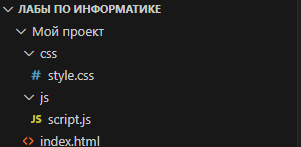 ЛАБЫ ПО ИНФОРМАТИКЕ
Мой проект
css
# style.css
js
JS script.js
<> index.html